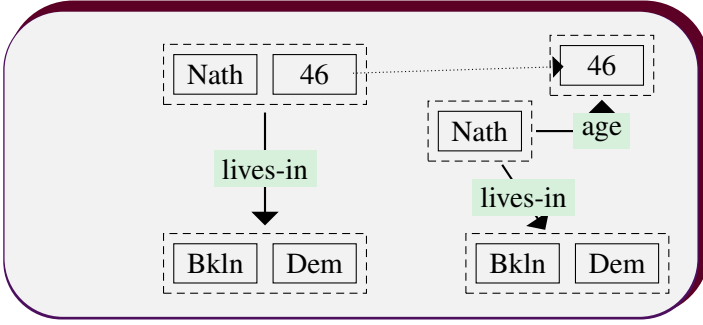 Nath 46
lives-in
Bkln Dem
46
Nath
age
lives-in
Bkln Dem